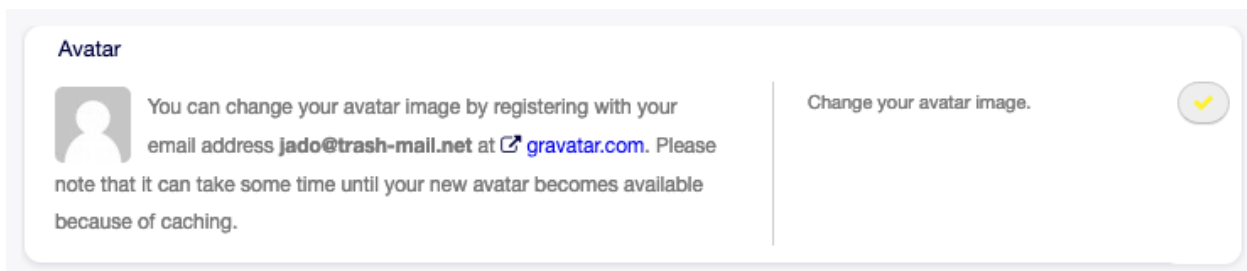 Avatar
You can change your avatar image by registering with your
email address jado@trash-mail.net at gravatar.com. Please
note that it can take some time until your new avatar becomes available
because of caching.
Change your avatar image.